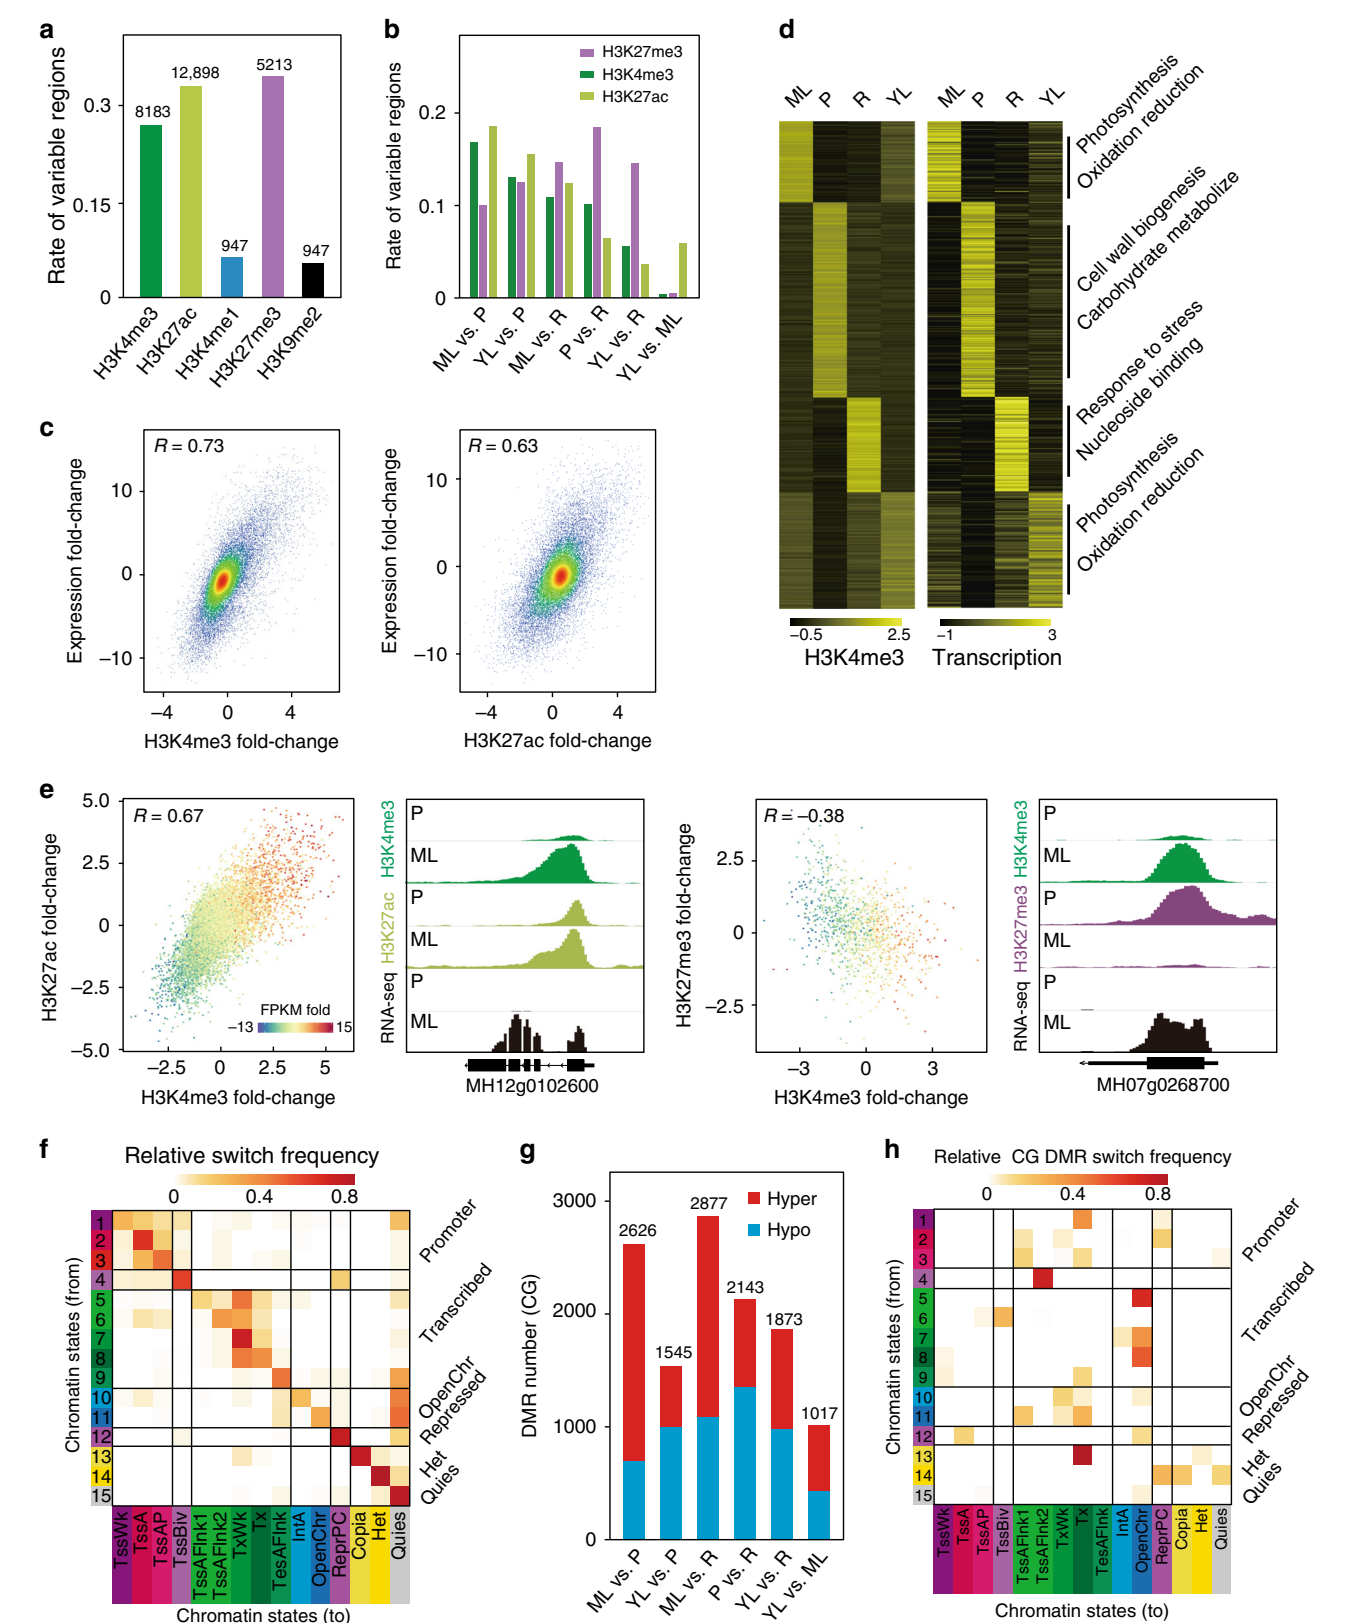 a
Rate of variable regions
0.3
0.15
0
8183
12,898
947
5213
947
H3K4me3
H3K27ac
H3K4me1
H3K27me3
H3K9me2
b
Rate of variable regions
0.2
0.1
0
H3K27me3
H3K4me3
H3K27ac
ML vs. P
YL vs. P
ML vs. R
P vs. R
YL vs. R
YL vs. ML
c
R = 0.73
Expression fold-change
10
0
−10
−4 0 4
H3K4me3 fold-change
R = 0.63
Expression fold-change
10
0
−10
−4 0 4
H3K27ac fold-change
d
ML P R YL
ML P R YL
Photosynthesis
Oxidation reduction
Cell wall biogenesis
Carbohydrate metabolize
Response to stress
Nucleoside binding
Photosynthesis
Oxidation reduction
−0.5 2.5
H3K4me3
−1 3
Transcription
e
R = 0.67
H3K27ac fold-change
5.0
2.5
0
−2.5
−5.0
FPKM fold
−13 15
−2.5 0 2.5 5
H3K4me3 fold-change
H3K4me3
H3K27ac
RNA-seq
P
ML
P
ML
P
ML
MH12g0102600
R = −0.38
H3K27me3 fold-change
2.5
0
−2.5
−3 0 3
H3K4me3 fold-change
H3K4me3
H3K27me3
RNA-seq
P
ML
P
ML
P
ML
MH07g0268700
f
Relative switch frequency
0 0.4 0.8
Chromatin states (from)
1
2
3
4
5
6
7
8
9
10
11
12
13
14
15
Promoter
Transcribed
OpenChr
Repressed
Het
Quies
TssWk
TssA
TssAP
TssBiv
TssAFlnk1
TssAFlnk2
TxWk
Tx
TesAFlnk
IntA
OpenChr
ReprPC
Copia
Het
Quies
Chromatin states (to)
g
DMR number (CG)
3000
2000
1000
0
Hyper
Hypo
2626
1545
2877
2143
1873
1017
ML vs. P
YL vs. P
ML vs. R
P vs. R
YL vs. R
YL vs. ML
h
Relative CG DMR switch frequency
0 0.4 0.8
Chromatin states (from)
1
2
3
4
5
6
7
8
9
10
11
12
13
14
15
Promoter
Transcribed
OpenChr
Repressed
Het
Quies
TssWk
TssA
TssAP
TssBiv
TssAFlnk1
TssAFlnk2
TxWk
Tx
TesAFlnk
IntA
OpenChr
ReprPC
Copia
Het
Quies
Chromatin states (to)